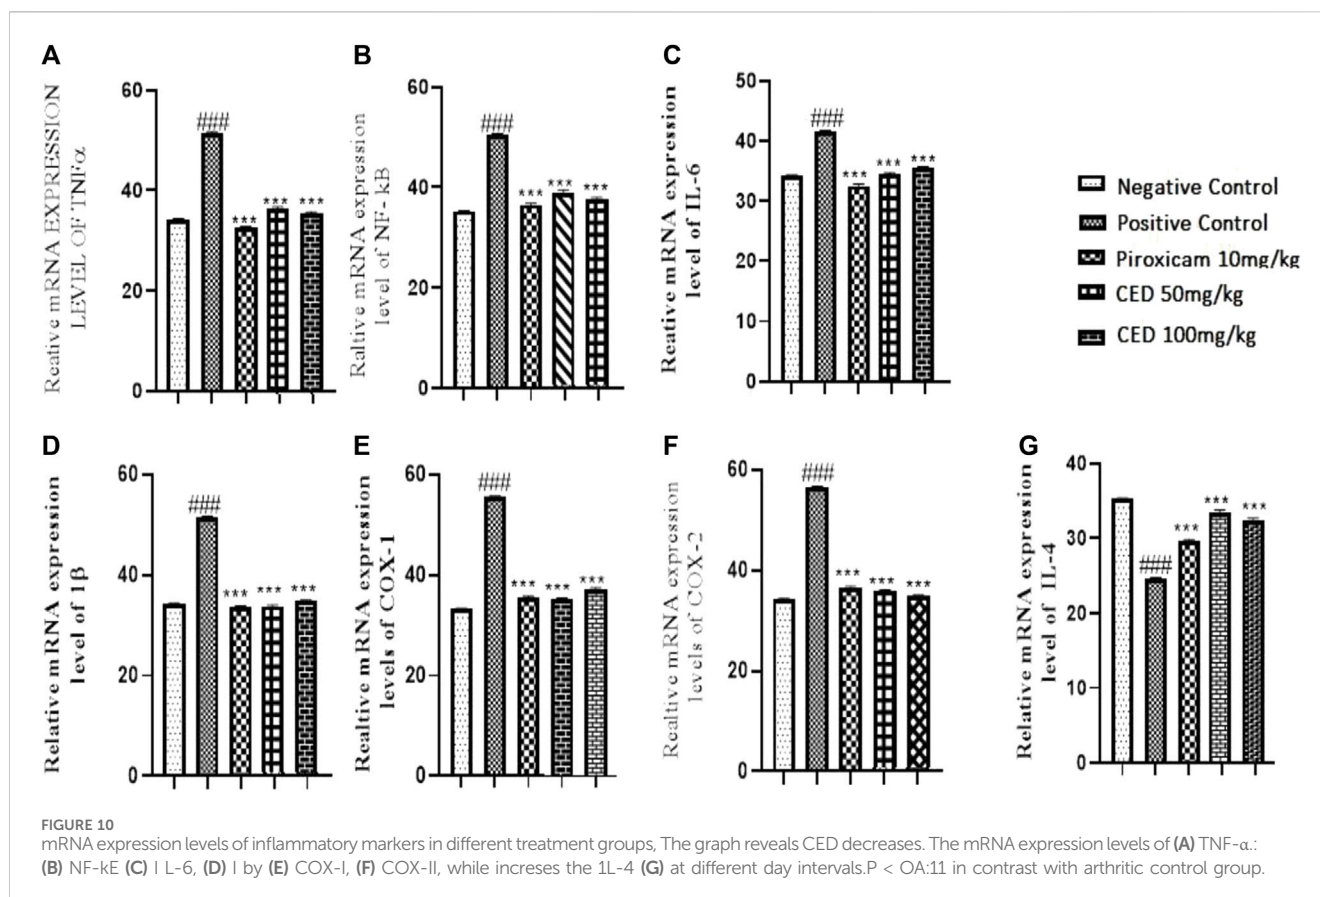 A
B
C
Reative mRNA EXPRESSION
LEVEL OF TNFα
60
40
20
0
###
***
***
***
Raltive mRNA expression
level of NF- kB
60
40
20
0
###
***
***
***
Reative mRNA expression
level of IL-6
50
40
30
20
10
0
###
***
***
***
Negative Control
Positive Control
Piroxicam 10mg/kg
CED 50mg/kg
CED 100mg/kg
D
E
F
G
Relative mRNA expression
level of 1β
60
40
20
0
###
***
***
***
Realtive mRNA expression
levels of COX-1
60
40
20
0
###
***
***
***
Realtive mRNA expression
levels of COX-2
60
40
20
0
###
***
***
***
Relative mRNA expression
level of IL-4
40
30
20
10
0
###
***
***
***
FIGURE 10
mRNA expression levels of inflammatory markers in different treatment groups, The graph reveals CED decreases. The mRNA expression levels of (A) TNF-α.:
(B) NF-kE (C) I L-6, (D) I by (E) COX-I, (F) COX-II, while increses the 1L-4 (G) at different day intervals.P < OA:11 in contrast with arthritic control group.